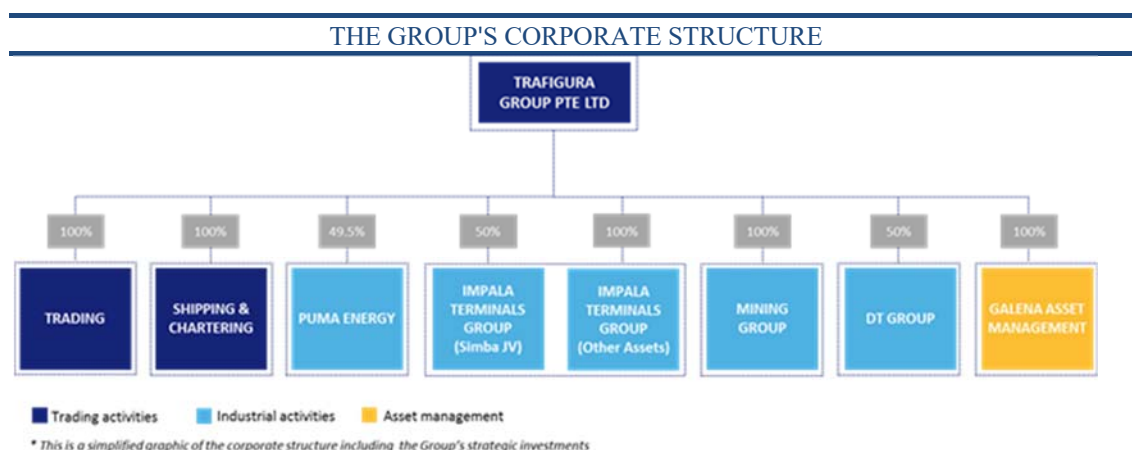 THE GROUP'S CORPORATE STRUCTURE
TRAFIGURA
GROUP PTE LTD
100%
100%
49.5%
50%
100%
100%
50%
100%
TRADING
SHIPPING &
CHARTERING
PUMA ENERGY
IMPALA
TERMINALS
GROUP
(Simba JV)
IMPALA
TERMINALS
GROUP
(Other Assets)
MINING
GROUP
DT GROUP
GALENA ASSET
MANAGEMENT
Trading activities
Industrial activities
Asset management
* This is a simplified graphic of the corporate structure including the Group's strategic investments